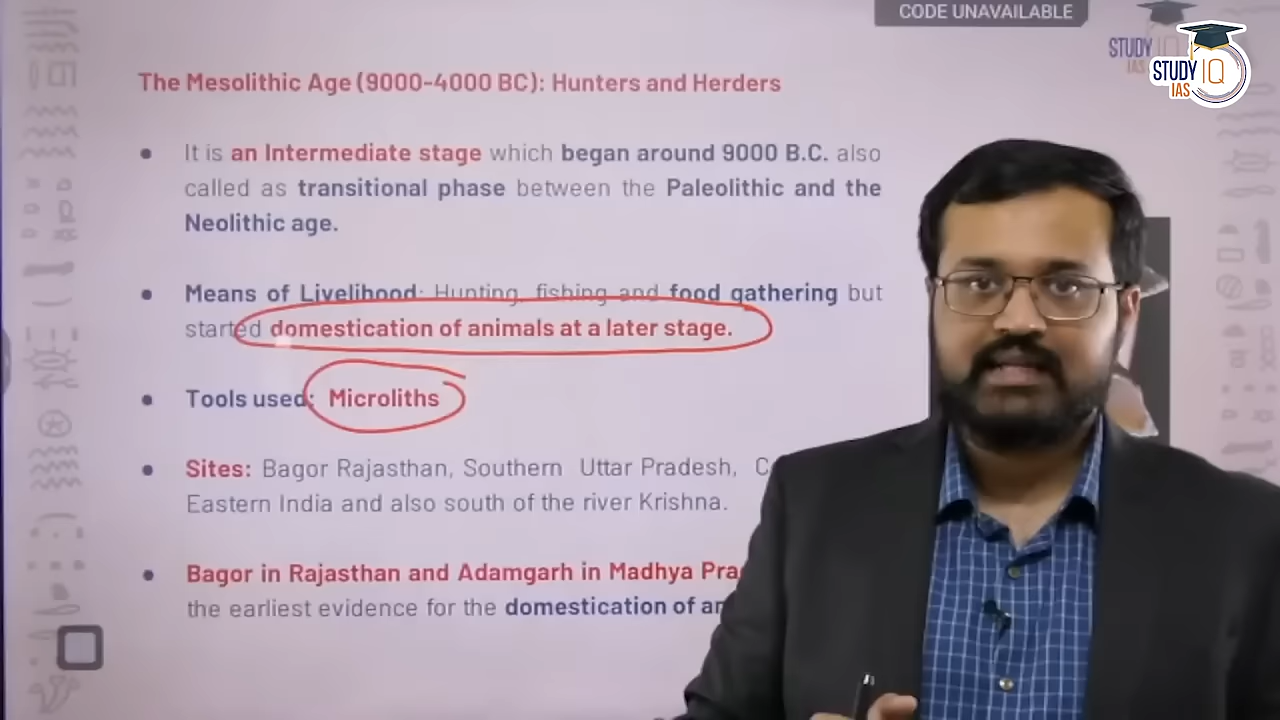 CODE UNAVAILABLE
STUDY IQ
IAS
STUDY IQ
IAS
The Mesolithic Age (9000-4000 BC): Hunters and Herders
It is an Intermediate stage which began around 9000 B.C. also
called as transitional phase between the Paleolithic and the
Neolithic age.
Means of Livelihood: Hunting, fishing and food gathering but
started domestication of animals at a later stage.
Tools used: Microliths
Sites: Bagor Rajasthan, Southern Uttar Pradesh,
Eastern India and also south of the river Krishna.
Bagor in Rajasthan and Adamgarh in Madhya
the earliest evidence for the domestication of